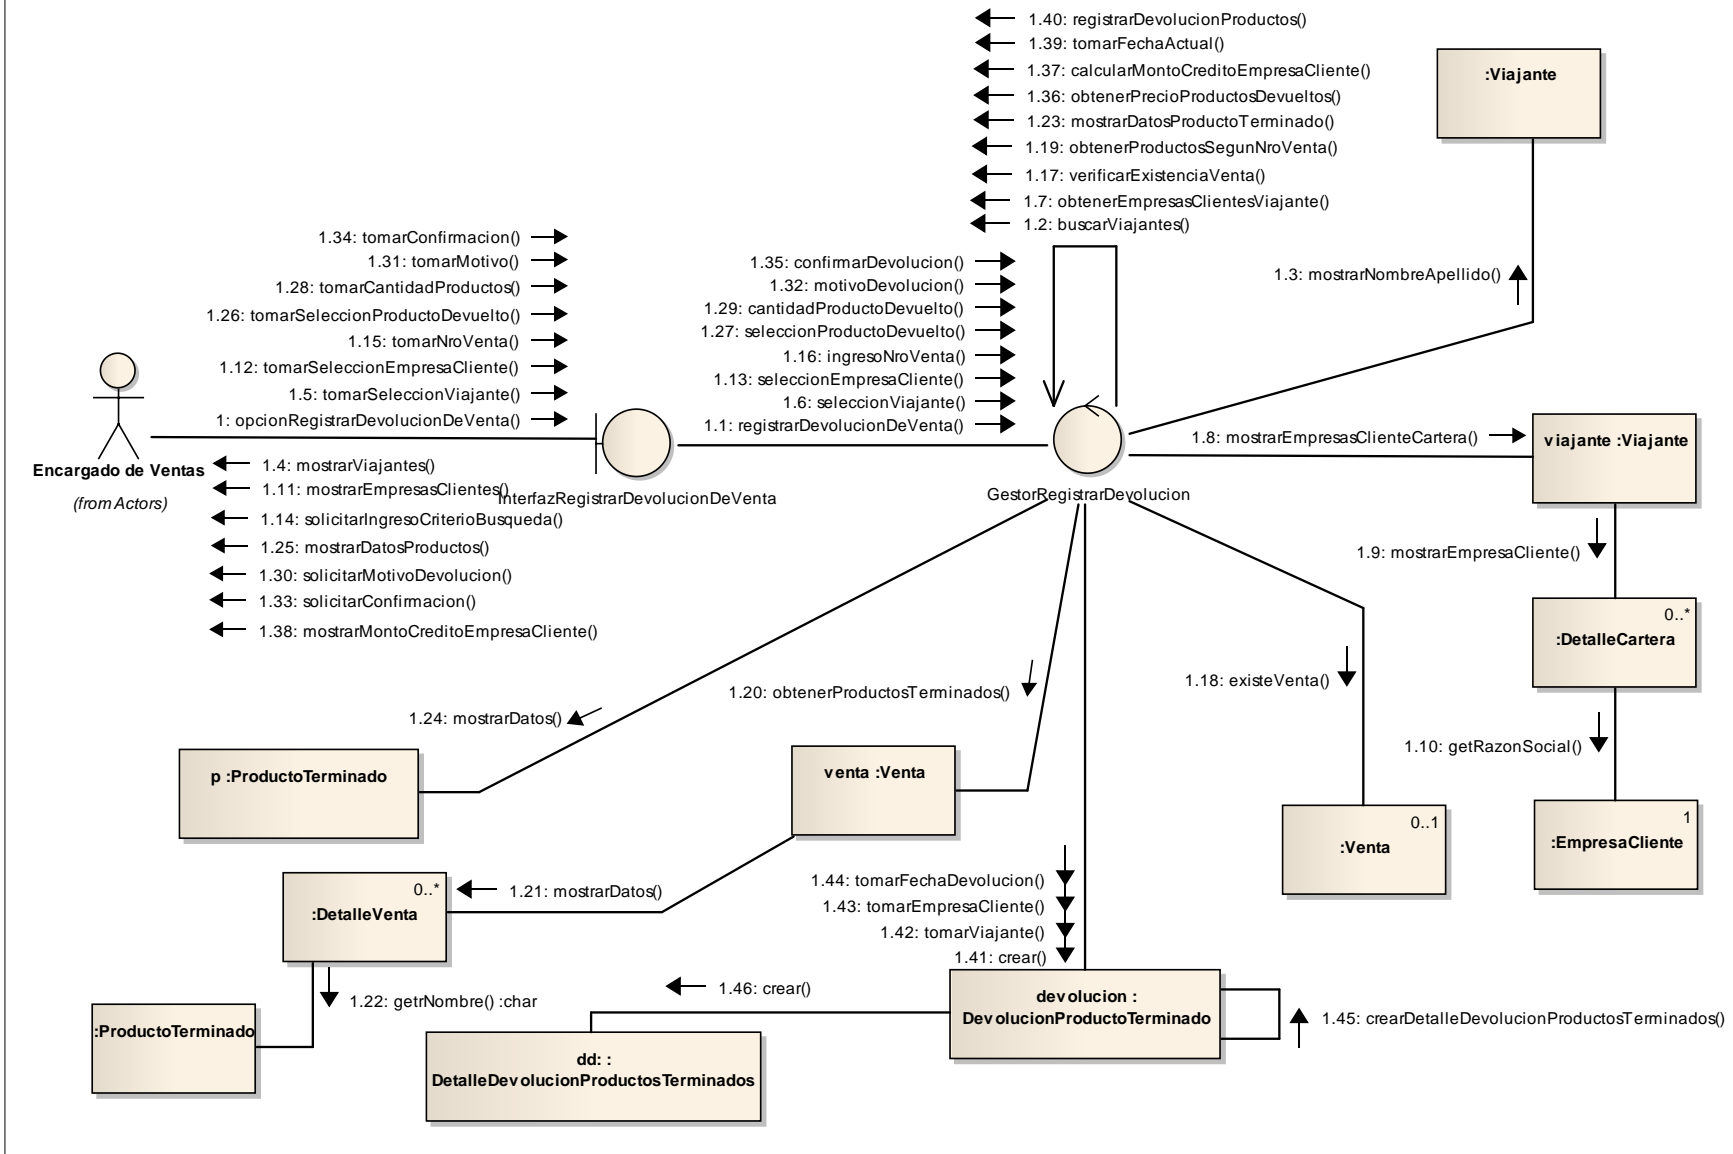 1.40: registrarDevolucionProductos()
1.39: tomarFechaActual()
1.37: calcularMontoCreditoEmpresaCliente()
1.36: obtenerPrecioProductosDevueltos()
1.23: mostrarDatosProductoTerminado()
1.19: obtenerProductosSegunNroVenta()
1.17: verificarExistenciaVenta()
1.7: obtenerEmpresasClientesViajante()
1.2: buscarViajantes()
:Viajante
1.34: tomarConfirmacion()
1.31: tomarMotivo()
1.28: tomarCantidadProductos()
1.26: tomarSeleccionProductoDevuelto()
1.15: tomarNroVenta()
1.12: tomarSeleccionEmpresaCliente()
1.5: tomarSeleccionViajante()
1: opcionRegistrarDevolucionDeVenta()
1.35: confirmarDevolucion()
1.32: motivoDevolucion()
1.29: cantidadProductoDevuelto()
1.27: seleccionProductoDevuelto()
1.16: ingresoNroVenta()
1.13: seleccionEmpresaCliente()
1.6: seleccionViajante()
1.1: registrarDevolucionDeVenta()
1.3: mostrarNombreApellido()
1.8: mostrarEmpresasClienteCartera()
viajante :Viajante
Encargado de Ventas
(from Actors)
1.4: mostrarViajantes()
1.11: mostrarEmpresasClientes()
1.14: solicitarIngresoCriterioBusqueda()
1.25: mostrarDatosProductos()
1.30: solicitarMotivoDevolucion()
1.33: solicitarConfirmacion()
1.38: mostrarMontoCreditoEmpresaCliente()
InterfazRegistrarDevolucionDeVenta
GestorRegistrarDevolucion
1.9: mostrarEmpresaCliente()
0..*
:DetalleCartera
1.10: getRazonSocial()
1
:EmpresaCliente
1.18: existeVenta()
0..1
:Venta
1.20: obtenerProductosTerminados()
1.24: mostrarDatos()
p :ProductoTerminado
venta :Venta
1.21: mostrarDatos()
0..*
:DetalleVenta
1.22: getrNombre() :char
:ProductoTerminado
1.44: tomarFechaDevolucion()
1.43: tomarEmpresaCliente()
1.42: tomarViajante()
1.41: crear()
devolucion :
DevolucionProductoTerminado
1.45: crearDetalleDevolucionProductosTerminados()
1.46: crear()
dd: :
DetalleDevolucionProductosTerminados